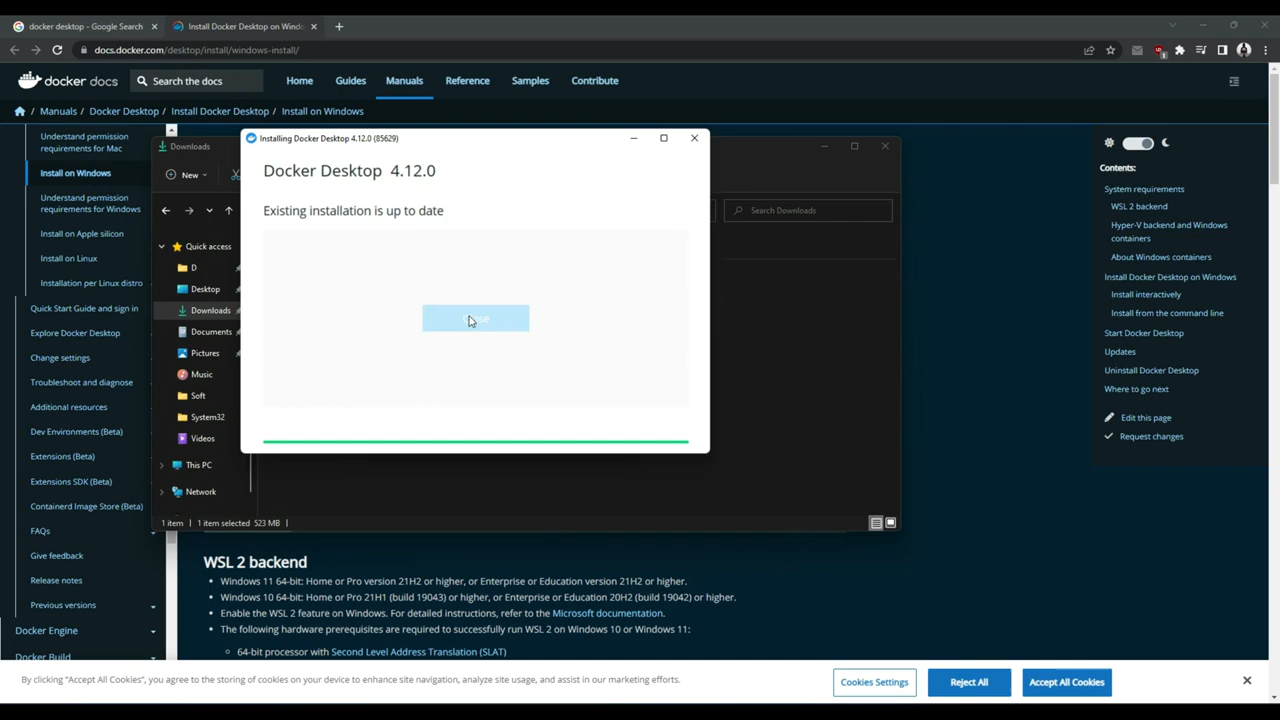 docker desktop - Google Search
Install Docker Desktop on Windo
docs.docker.com/desktop/install/windows-install/
1
docker docs
Search the docs
Home
Guides
Manuals
Reference
Samples
Contribute
/ Manuals / Docker Desktop / Install Docker Desktop / Install on Windows
Understand permission
requirements for Mac
Install on Windows
Understand permission
requirements for Windows
Install on Apple silicon
Install on Linux
Installation per Linux distro
Quick Start Guide and sign in
Explore Docker Desktop
Change settings
Troubleshoot and diagnose
Additional resources
Dev Environments (Beta)
Extensions (Beta)
Extensions SDK (Beta)
Containerd Image Store (Beta)
FAQs
Give feedback
Release notes
Previous versions
Docker Engine
Docker Build
Downloads
New
Search Downloads
Quick access
D
Desktop
Downloads
Documents
Pictures
Music
Soft
System32
Videos
This PC
Network
1 item
1 item selected 523 MB
Installing Docker Desktop 4.12.0 (85629)
Docker Desktop 4.12.0
Existing installation is up to date
WSL 2 backend
• Windows 11 64-bit: Home or Pro version 21H2 or higher, or Enterprise or Education version 21H2 or higher.
• Windows 10 64-bit: Home or Pro 21H1 (build 19043) or higher, or Enterprise or Education 20H2 (build 19042) or higher.
• Enable the WSL 2 feature on Windows. For detailed instructions, refer to the Microsoft documentation.
• The following hardware prerequisites are required to successfully run WSL 2 on Windows 10 or Windows 11:
64-bit processor with Second Level Address Translation (SLAT)
Contents:
System requirements
WSL 2 backend
Hyper-V backend and Windows
containers
About Windows containers
Install Docker Desktop on Windows
Install interactively
Install from the command line
Start Docker Desktop
Updates
Uninstall Docker Desktop
Where to go next
Edit this page
Request changes
By clicking "Accept All Cookies", you agree to the storing of cookies on your device to enhance site navigation, analyze site usage, and assist in our marketing efforts.
Cookies Settings
Reject All
Accept All Cookies